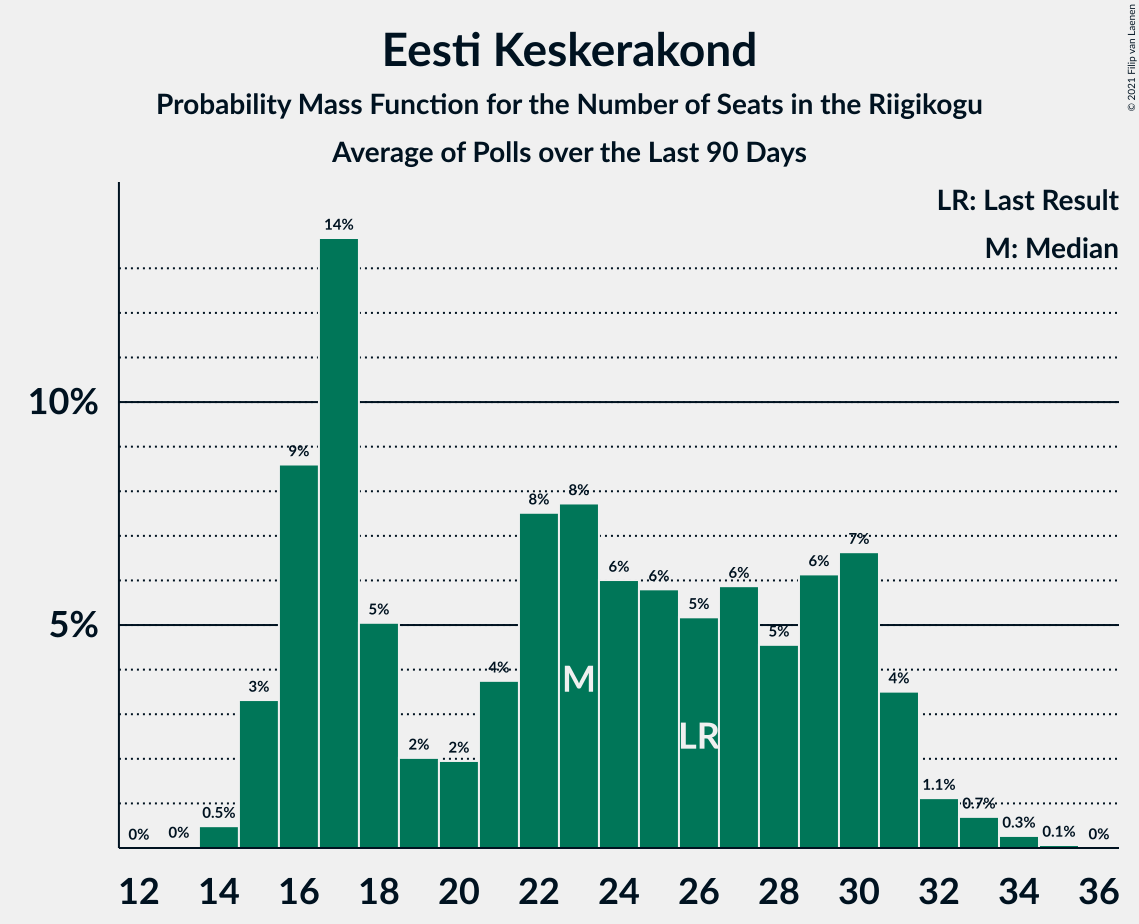 © 2021 Filip van Laenen
Eesti Keskerakond
Probability Mass Function for the Number of Seats in the Riigikogu
Average of Polls over the Last 90 Days
LR: Last Result
M: Median
10%
5%
0% 0% 0.5% 3% 9% 14% 5% 2% 2% 4% 8% 8% 6% 6% 5% 6% 5% 6% 7% 4% 1.1% 0.7% 0.3% 0.1% 0%
M
LR
12 14 16 18 20 22 24 26 28 30 32 34 36